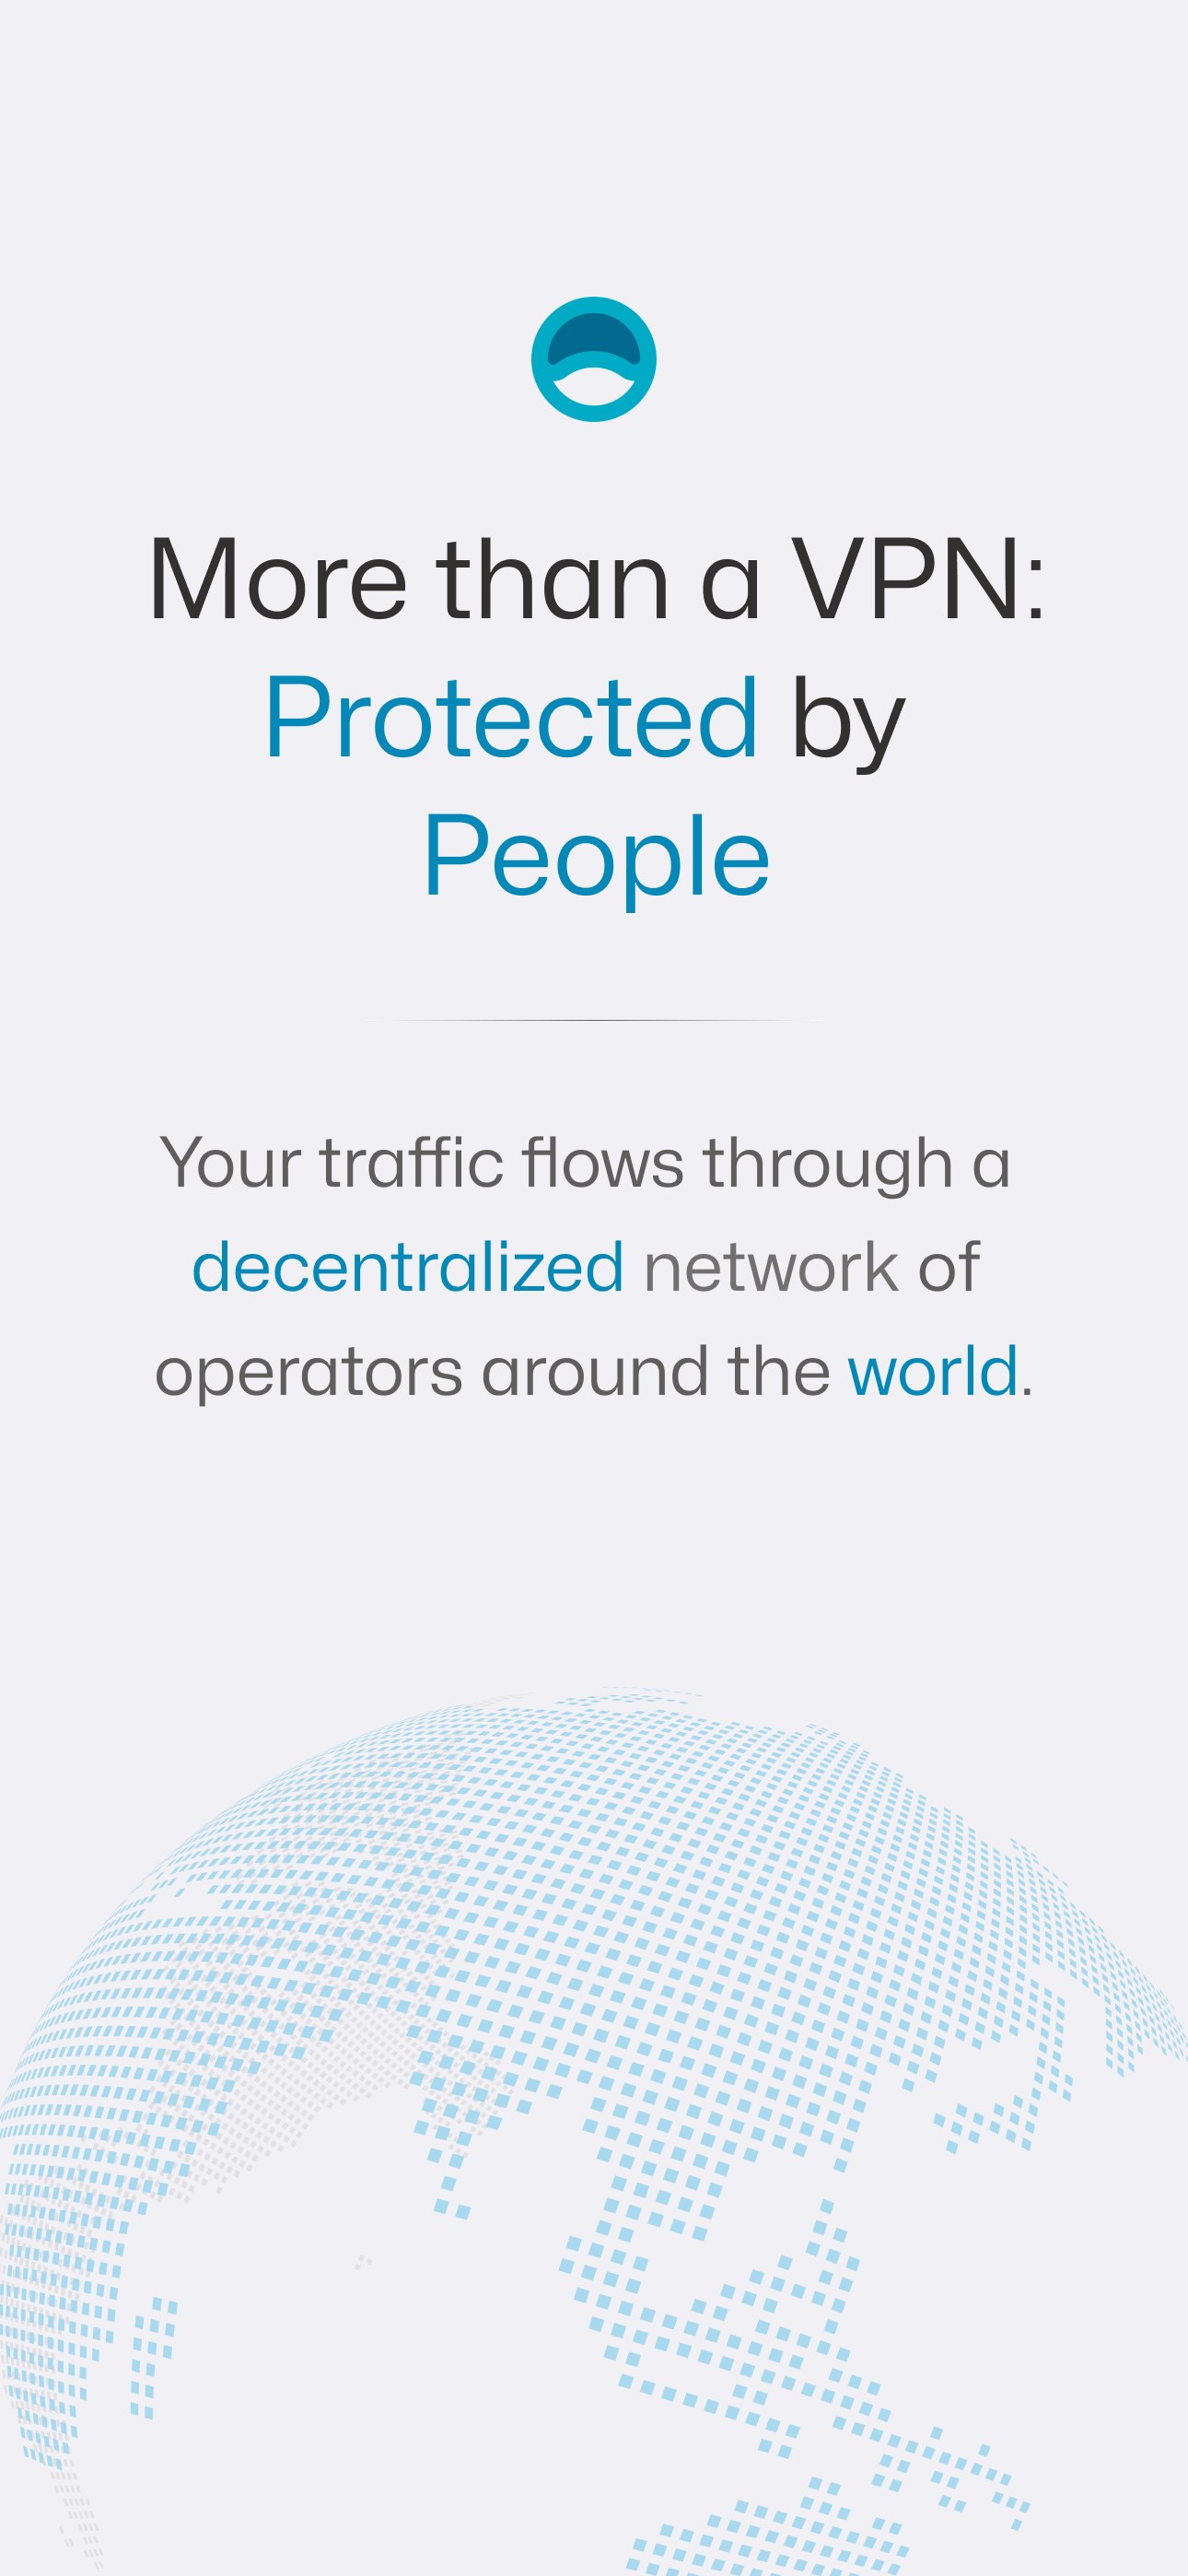 More than a VPN:
Protected by
People
Your traffic flows through a
decentralized network of
operators around the world.